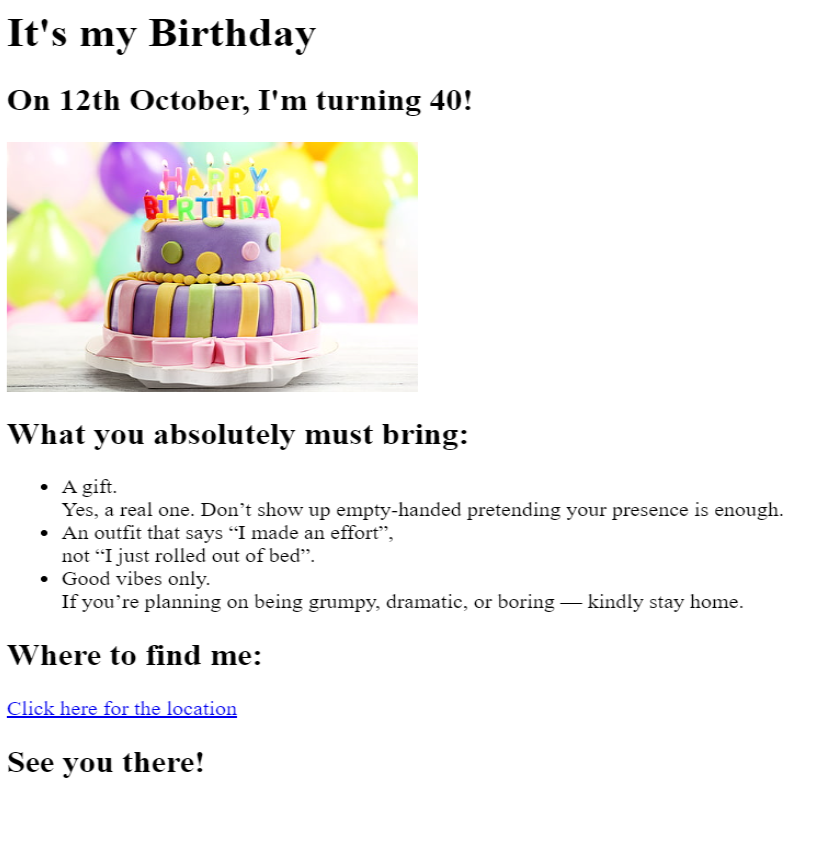 It's my Birthday
On 12th October, I'm turning 40!
HAPPY
BIRTHDAY
What you absolutely must bring:
• A gift.
Yes, a real one. Don’t show up empty-handed pretending your presence is enough.
• An outfit that says “I made an effort”,
not “I just rolled out of bed”.
• Good vibes only.
If you’re planning on being grumpy, dramatic, or boring — kindly stay home.
Where to find me:
Click here for the location
See you there!